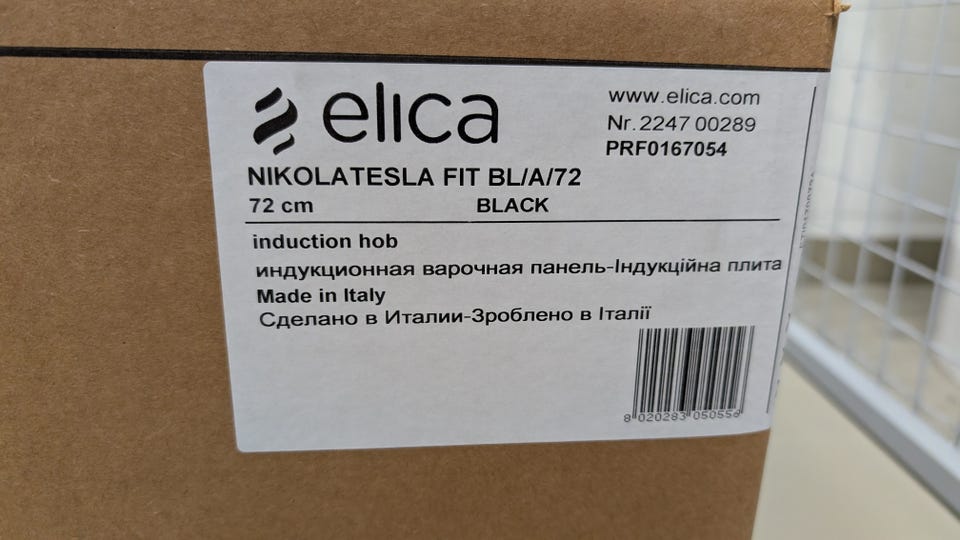 elica
www.elica.com
Nr. 2247 00289
PRF0167054
NIKOLATESLA FIT BL/A/72
72 cm BLACK
induction hob
индукционная варочная панель-Індукційна плита
Made in Italy
Сделано в Италии-Зроблено в Італії
8 020283 050556